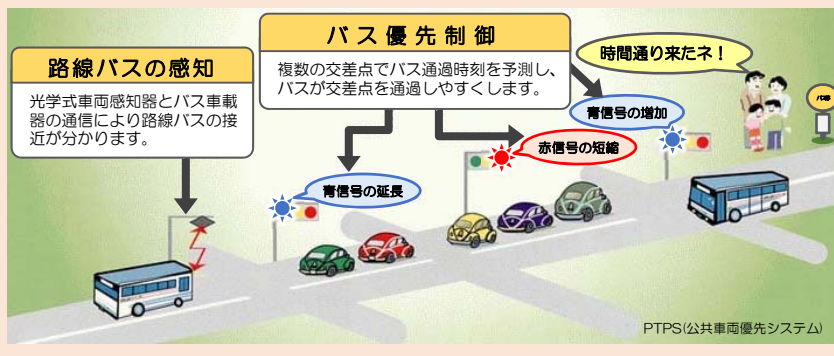 路線バスの感知
光学式車両感知器とバス車載
器の通信により路線バスの接
近が分かります。
バス優先制御
複数の交差点でバス通過時刻を予測し、
バスが交差点を通過しやすくします。
青信号の延長
赤信号の短縮
青信号の増加
時間通り来たネ！
PTPS(公共車両優先システム)